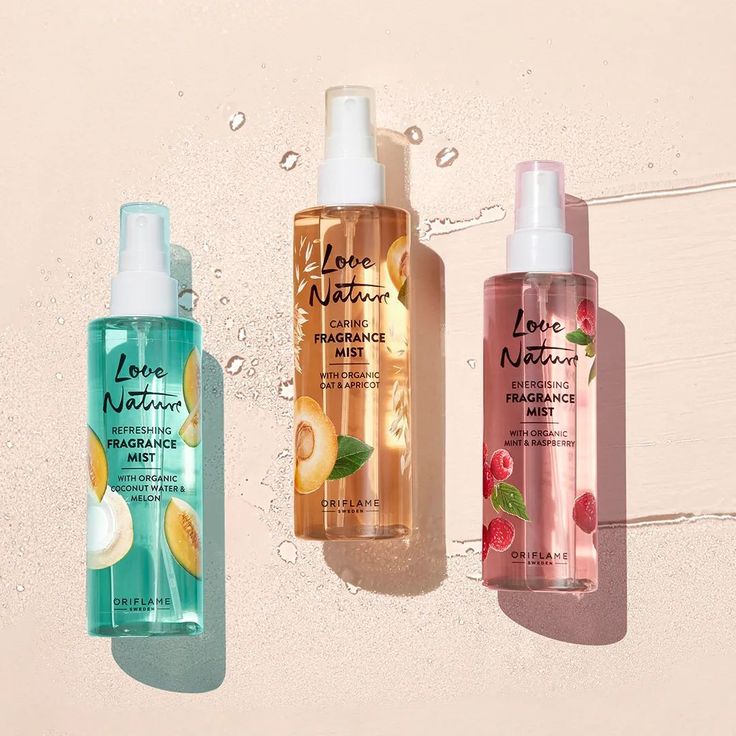 Love
Nature
REFRESHING
FRAGRANCE
MIST
WITH ORGANIC
COCONUT WATER &
MELON
ORIFLAME
SWEDEN
Love
Nature
CARING
FRAGRANCE
MIST
WITH ORGANIC
OAT & APRICOT
ORIFLAME
SWEDEN
Love
Nature
ENERGISING
FRAGRANCE
MIST
WITH ORGANIC
MINT & RASPBERRY
ORIFLAME
SWEDEN